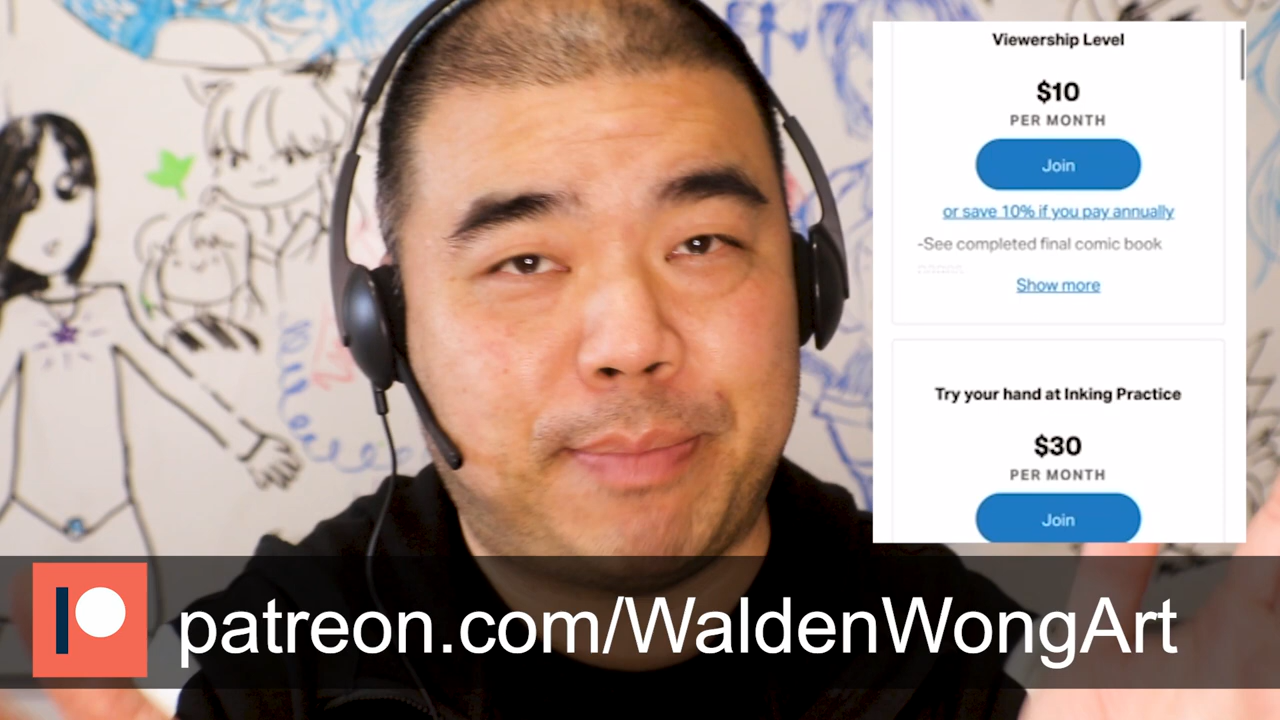 Viewership Level
$10
PER MONTH
Join
or save 10% if you pay annually
-See completed final comic book
Show more
Try your hand at Inking Practice
$30
PER MONTH
Join
patreon.com/WaldenWongArt